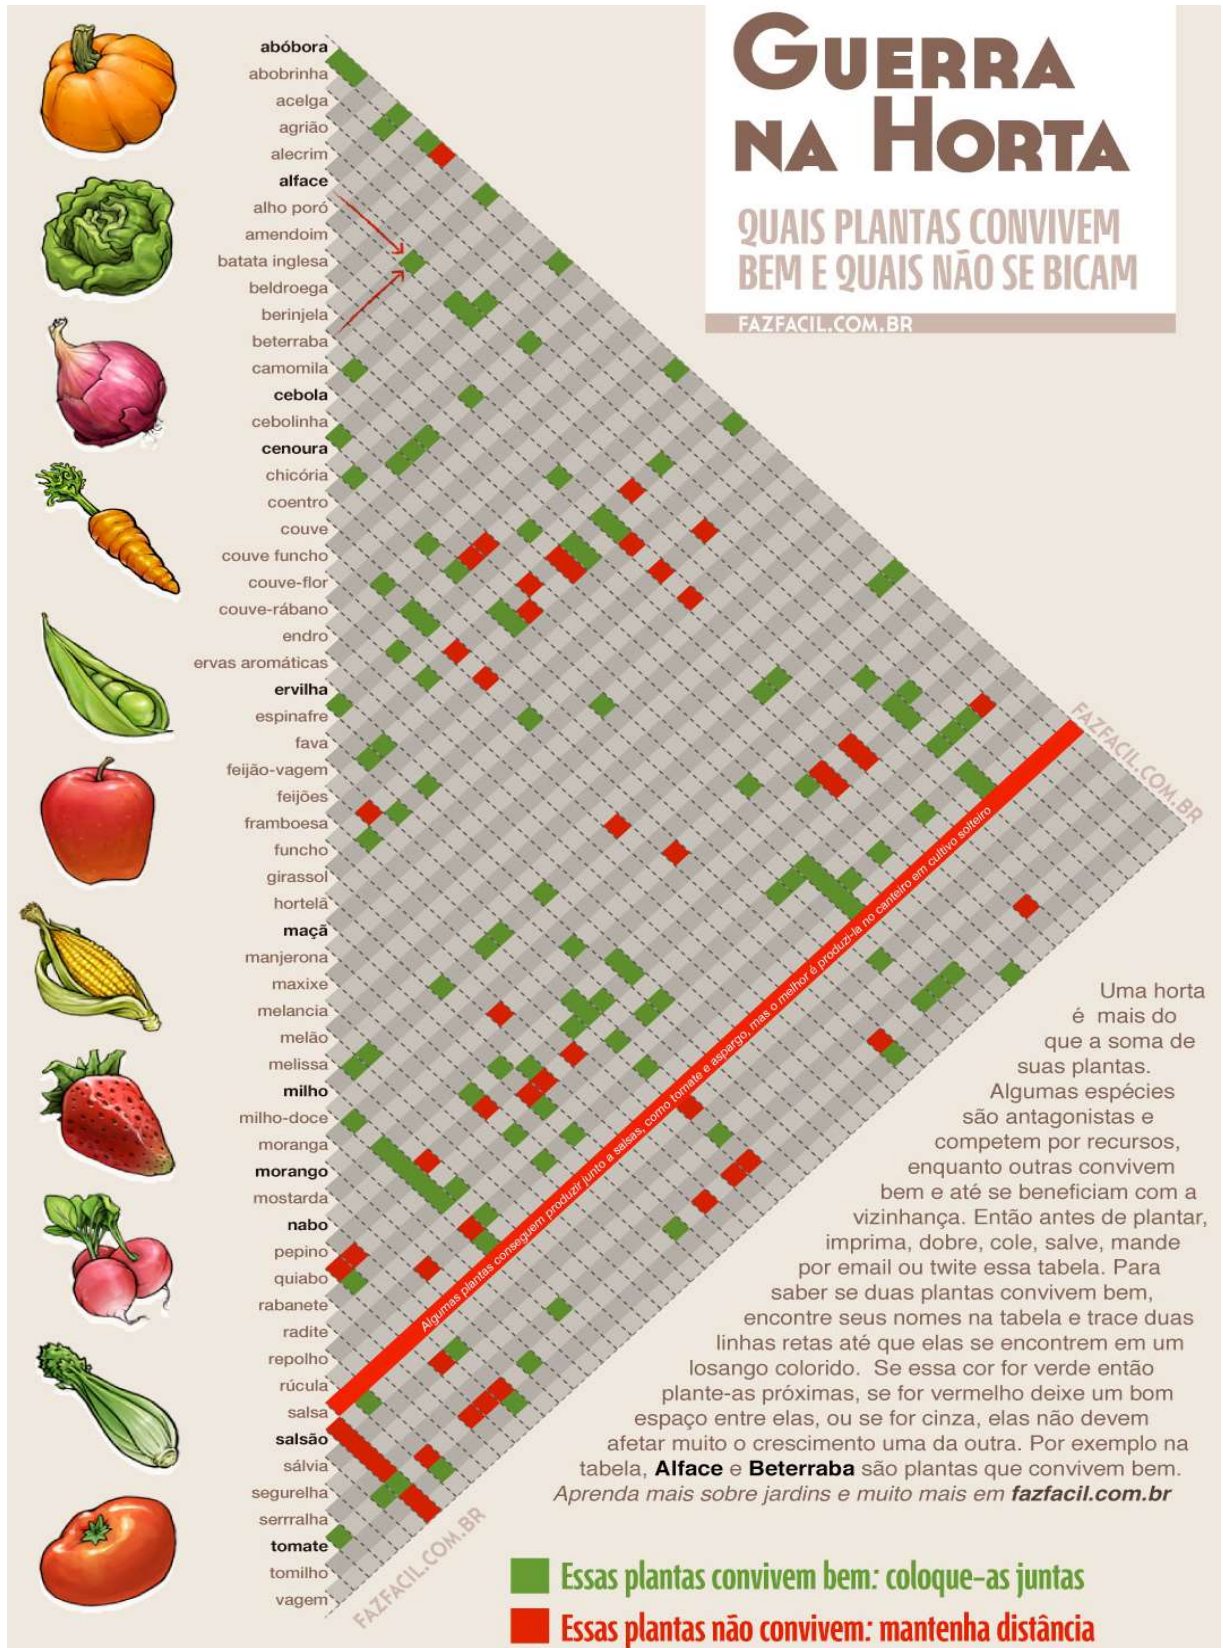 GUERRA
NA HORTA
QUAIS PLANTAS CONVIVEM
BEM E QUAIS NÃO SE BICAM
FAZFACIL.COM.BR
abóbora
abobrinha
acelga
agrião
alecrim
alface
alho poró
amendoim
batata inglesa
beldroega
berinjela
beterraba
camomila
cebola
cebolinha
cenoura
chicória
coentro
couve
couve funcho
couve-flor
couve-rábano
endro
ervas aromáticas
ervilha
espinafre
fava
feijão-vagem
feijões
framboesa
funcho
girassol
hortelã
maçã
manjerona
maxixe
melancia
melão
melissa
milho
milho-doce
moranga
morango
mostarda
nabo
pepino
quiabo
rabanete
radite
repolho
rúcula
salsa
salsão
sálvia
segurelha
serrralha
tomate
tomilho
vagem
FAZFACIL.COM.BR
Algumas plantas conseguem produzir junto a salsas, como tomate e aspargo, mas o melhor é produzi-la no canteiro em cultivo solteiro
FAZFACIL.COM.BR
Uma horta
é mais do
que a soma de
suas plantas.
Algumas espécies
são antagonistas e
competem por recursos,
enquanto outras convivem
bem e até se beneficiam com a
vizinhança. Então antes de plantar,
imprima, dobre, cole, salve, mande
por email ou twite essa tabela. Para
saber se duas plantas convivem bem,
encontre seus nomes na tabela e trace duas
linhas retas até que elas se encontrem em um
losango colorido. Se essa cor for verde então
plante-as próximas, se for vermelho deixe um bom
espaço entre elas, ou se for cinza, elas não devem
afetar muito o crescimento uma da outra. Por exemplo na
tabela, Alface e Beterraba são plantas que convivem bem.
Aprenda mais sobre jardins e muito mais em fazfacil.com.br
Essas plantas convivem bem: coloque-as juntas
Essas plantas não convivem: mantenha distância